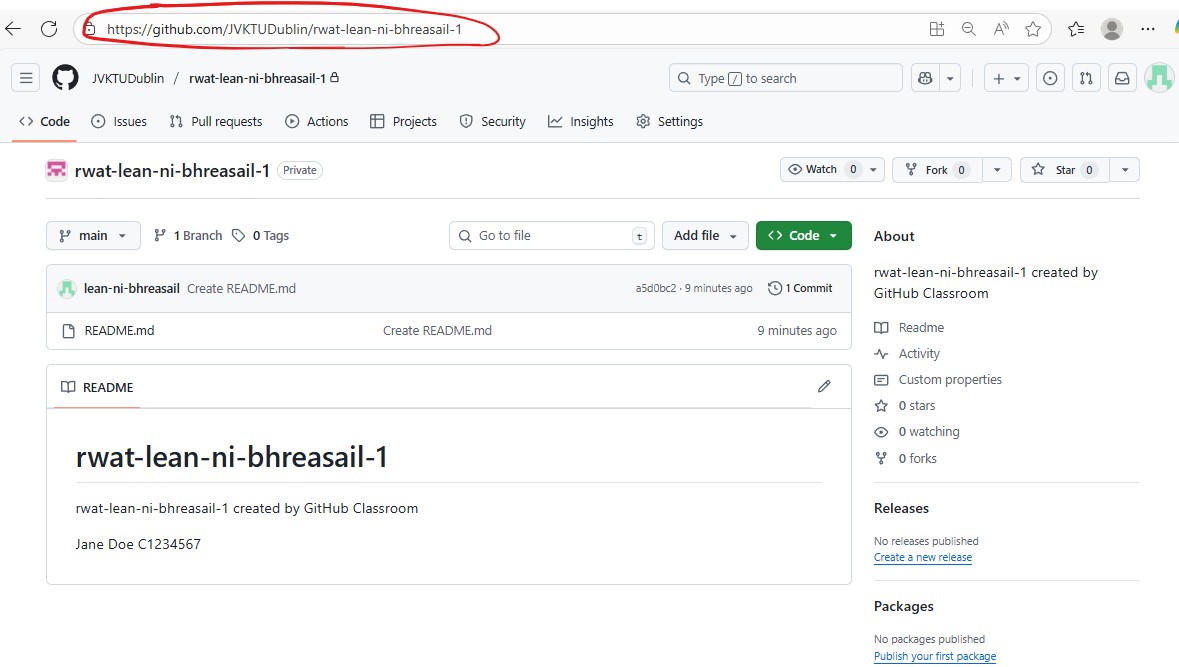 https://github.com/JVKTUDublin/rwat-lean-ni-bhreasail-1
JVKTUDublin / rwat-lean-ni-bhreasail-1
Type / to search
Code Issues Pull requests Actions Projects Security Insights Settings
rwat-lean-ni-bhreasail-1 Private
Watch 0 Fork 0 Star 0
main 1 Branch 0 Tags Go to file t Add file Code
About
rwat-lean-ni-bhreasail-1 created by
GitHub Classroom
lean-ni-bhreasail Create README.md a5d0bc2 · 9 minutes ago 1 Commit
README.md Create README.md 9 minutes ago
Readme
Activity
Custom properties
0 stars
0 watching
0 forks
README
rwat-lean-ni-bhreasail-1
rwat-lean-ni-bhreasail-1 created by GitHub Classroom
Jane Doe C1234567
Releases
No releases published
Create a new release
Packages
No packages published
Publish your first package